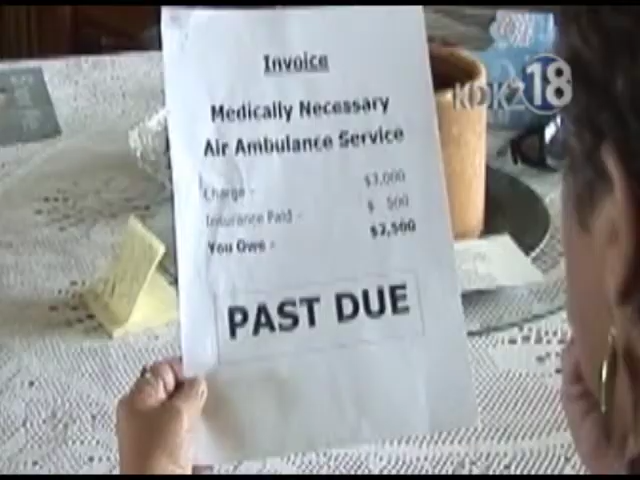 Invoice
KDKZ 18
Medically Necessary
Air Ambulance Service
Charge - $3,000
Insurance Paid - $ 500
You Owe - $2,500
PAST DUE